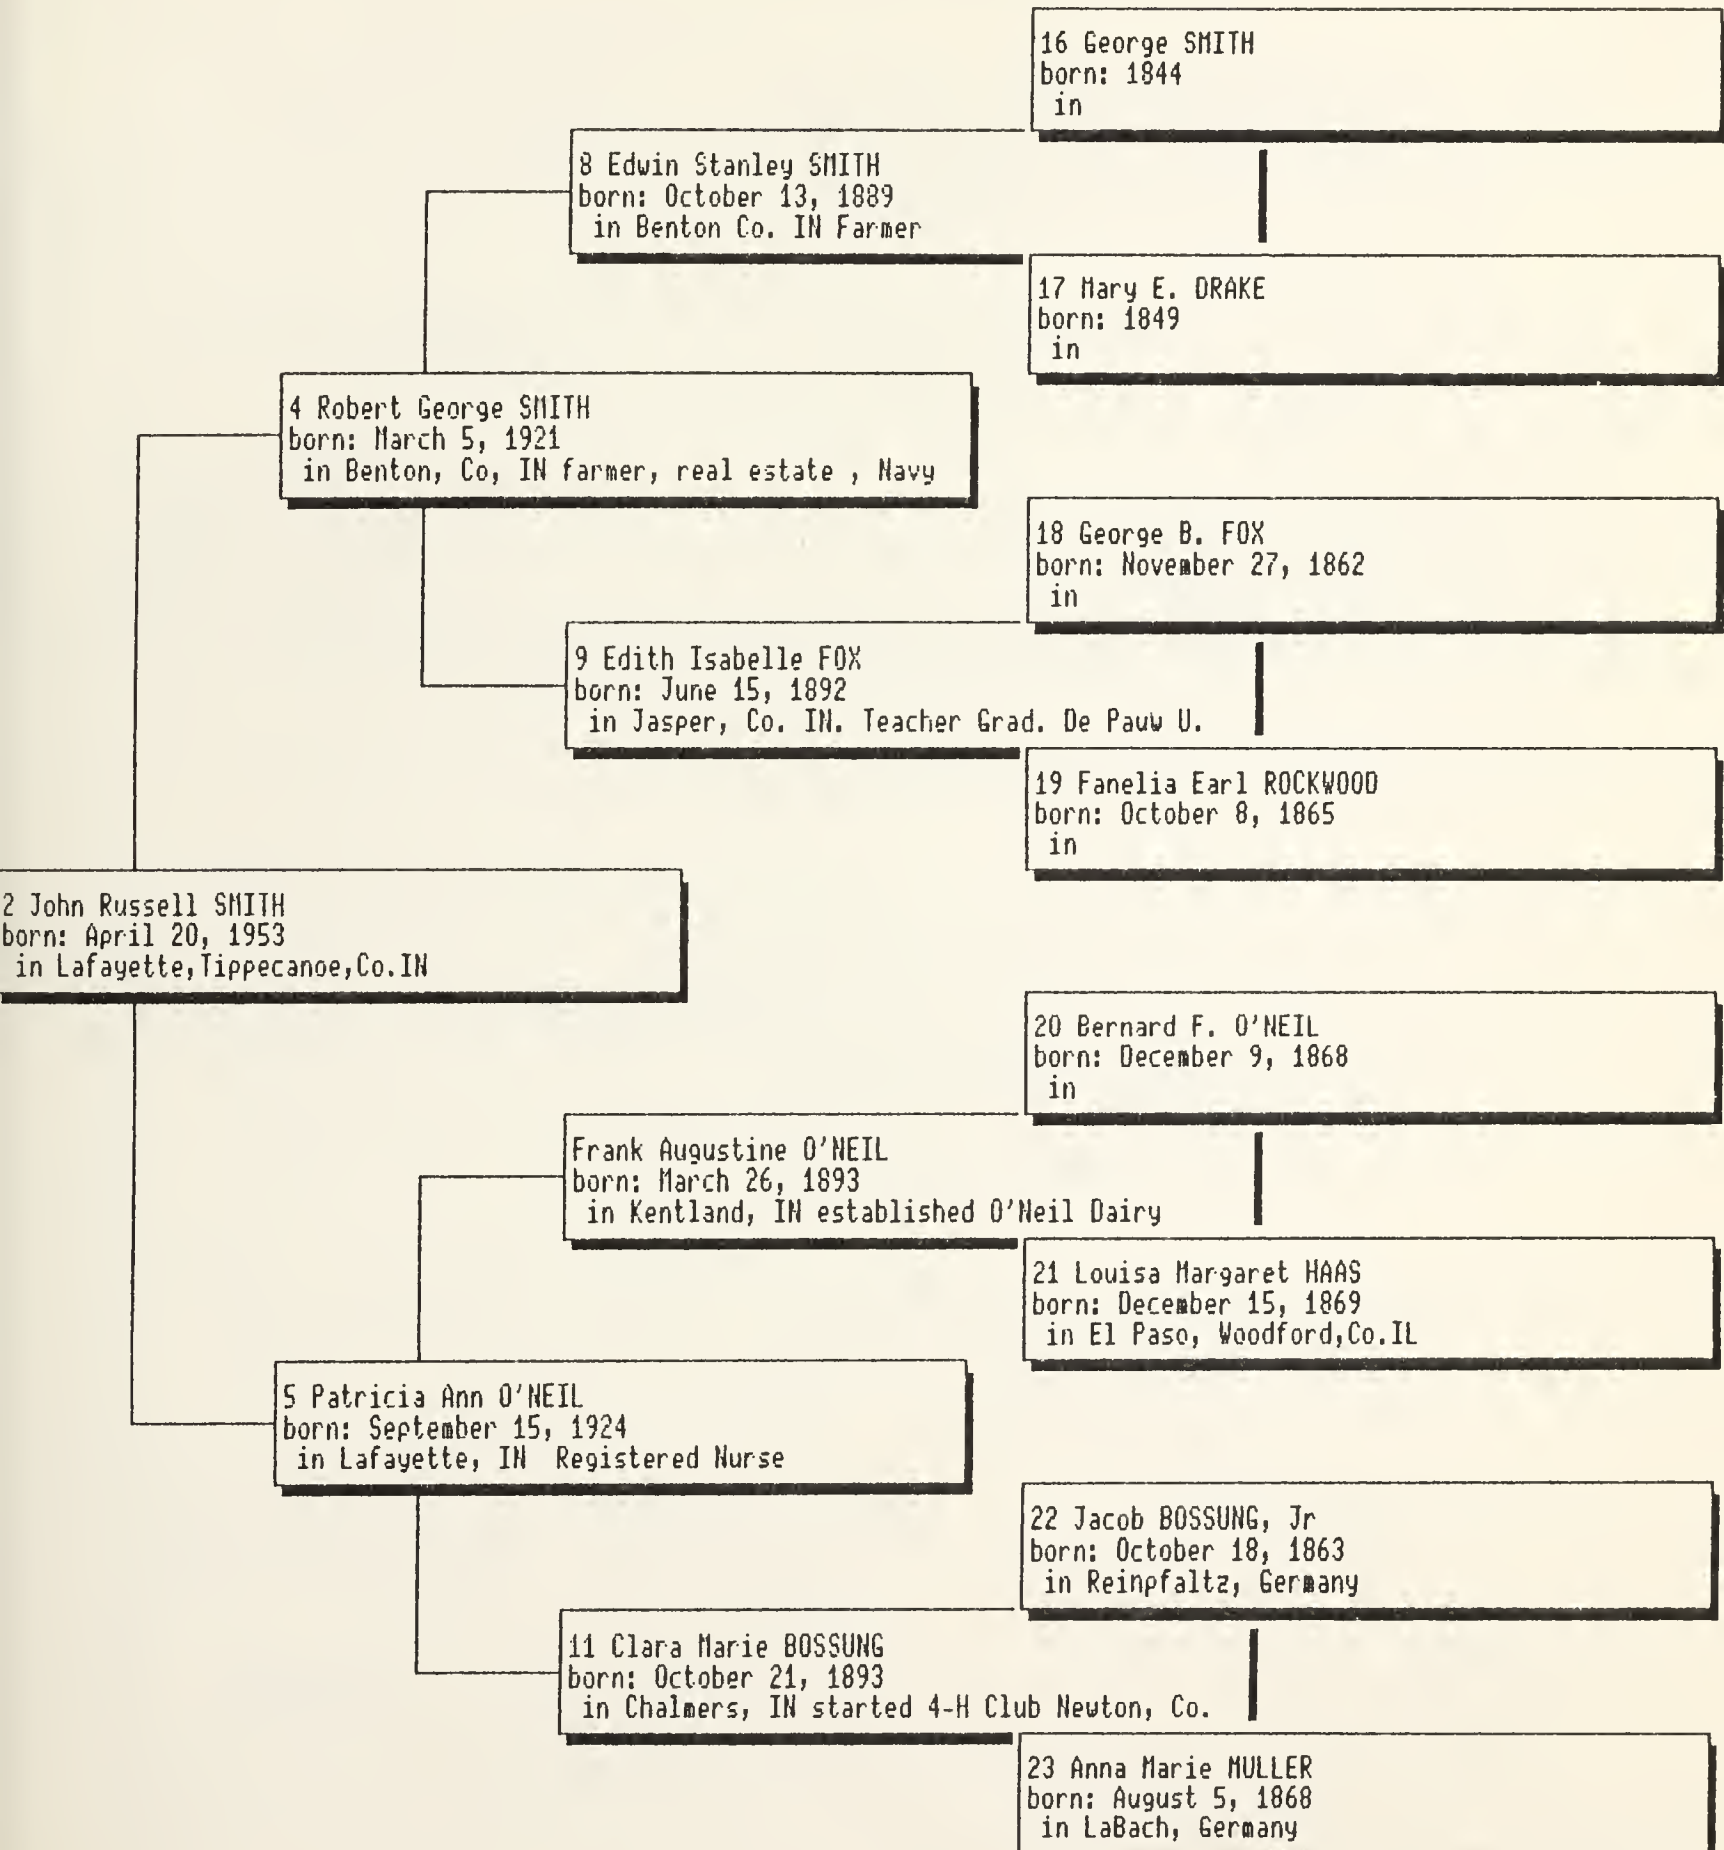 16 George SMITH
born: 1844
in
8 Edwin Stanley SMITH
born: October 13, 1889
in Benton Co. IN Farmer
17 Mary E. DRAKE
born: 1849
in
4 Robert George SMITH
born: March 5, 1921
in Benton, Co, IN farmer, real estate , Navy
18 George B. FOX
born: November 27, 1862
in
9 Edith Isabelle FOX
born: June 15, 1892
in Jasper, Co. IN. Teacher Grad. De Pauw U.
19 Fanelia Earl ROCKWOOD
born: October 8, 1865
in
2 John Russell SMITH
born: April 20, 1953
in Lafayette,Tippecanoe,Co.IN
20 Bernard F. O'NEIL
born: December 9, 1868
in
Frank Augustine O'NEIL
born: March 26, 1893
in Kentland, IN established O'Neil Dairy
21 Louisa Margaret HAAS
born: December 15, 1869
in El Paso, Woodford,Co.IL
5 Patricia Ann O'NEIL
born: September 15, 1924
in Lafayette, IN  Registered Nurse
22 Jacob BOSSUNG, Jr
born: October 18, 1863
in Reinpfaltz, Germany
11 Clara Marie BOSSUNG
born: October 21, 1893
in Chalmers, IN started 4-H Club Newton, Co.
23 Anna Marie MULLER
born: August 5, 1868
in LaBach, Germany